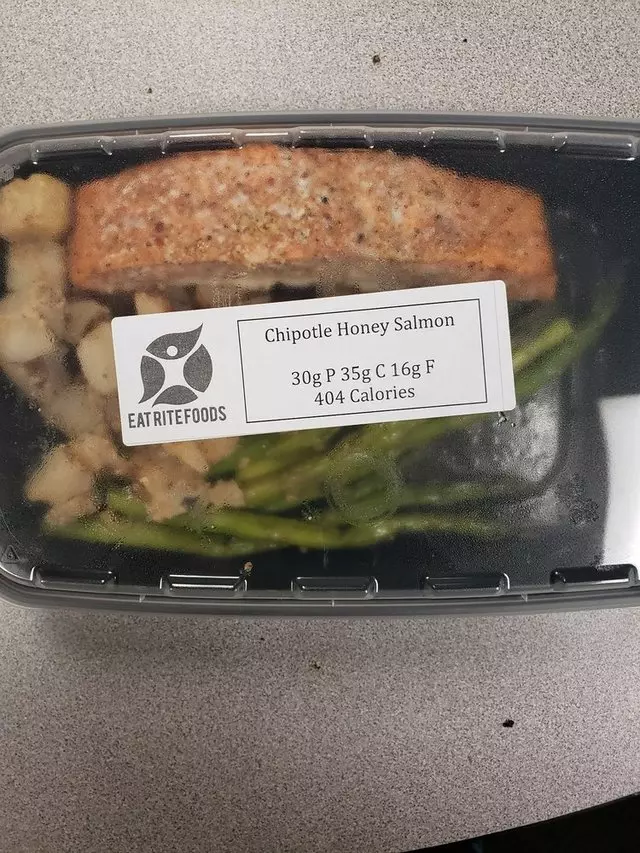 Chipotle Honey Salmon
30g P 35g C 16g F
404 Calories
EATRITEFOODS